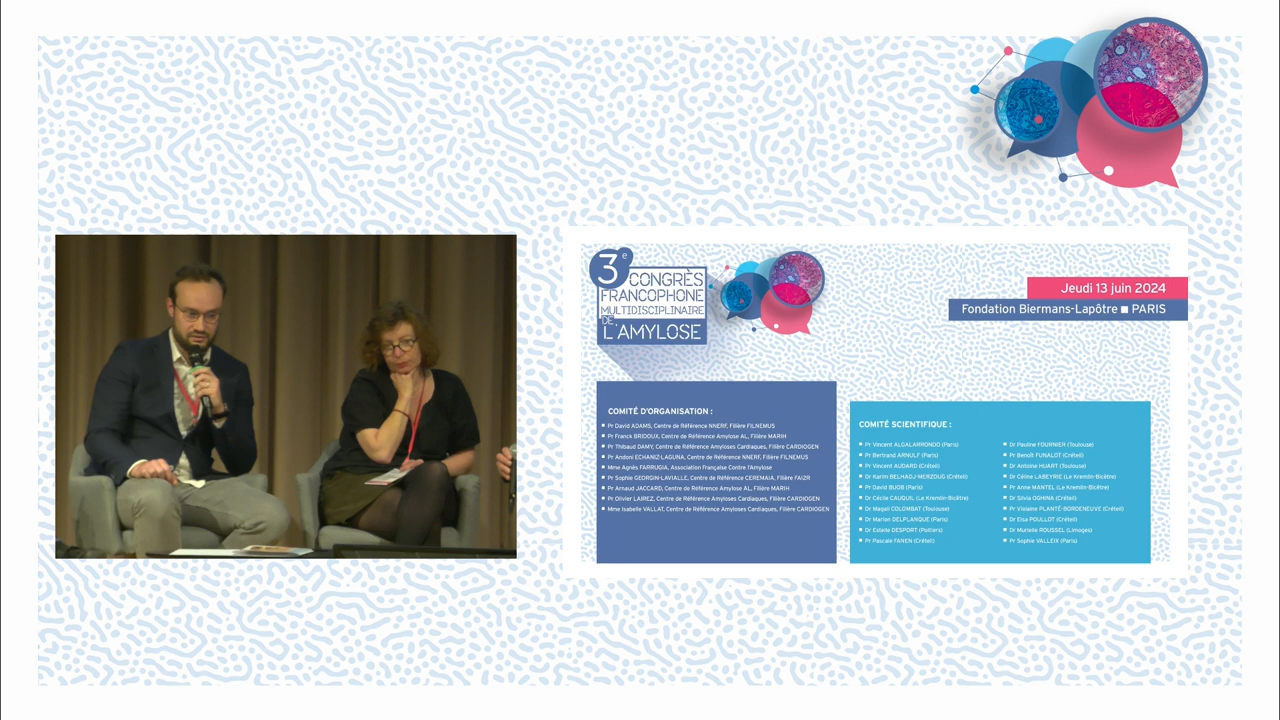 3e
CONGRÈS
FRANCOPHONE
MULTIDISCIPLINAIRE
DE
L'AMYLOSE
Jeudi 13 juin 2024
Fondation Biermans-Lapôtre ■ PARIS
COMITÉ D'ORGANISATION :
Pr David ADAMS, Centre de Référence NNERF, Filière FILNEMUS
Pr Franck BRIDOUX, Centre de Référence Amylose AL, Filière MARIH
Pr Thibaud DAMY, Centre de Référence Amyloses Cardiaques, Filière CARDIOGEN
Pr Andoni ECHANIZ-LAGUNA, Centre de Référence NNERF, Filière FILNEMUS
Mme Agnès FARRUGIA, Association Française Contre l'Amylose
Pr Sophie GEORGIN-LAVIALLE, Centre de Référence CEREMAIA, Filière FAI2R
Pr Arnaud JACCARD, Centre de Référence Amylose AL, Filière MARIH
Pr Olivier LAIREZ, Centre de Référence Amyloses Cardiaques, Filière CARDIOGEN
Mme Isabelle VALLAT, Centre de Référence Amyloses Cardiaques, Filière CARDIOGEN
COMITÉ SCIENTIFIQUE :
Pr Vincent ALGALARRONDO (Paris)
Pr Bertrand ARNULF (Paris)
Pr Vincent AUDARD (Créteil)
Dr Karim BELHADJ-MERZOUG (Créteil)
Pr David BUOB (Paris)
Dr Cécile CAUQUIL (Le Kremlin-Bicêtre)
Dr Magali COLOMBAT (Toulouse)
Dr Marion DELPLANQUE (Paris)
Dr Estelle DESPORT (Poitiers)
Pr Pascale FANEN (Créteil)
Dr Pauline FOURNIER (Toulouse)
Pr Benoît FUNALOT (Créteil)
Dr Antoine HUART (Toulouse)
Dr Céline LABEYRIE (Le Kremlin-Bicêtre)
Pr Anne MANTEL (Le Kremlin-Bicêtre)
Dr Silvia OGHINA (Créteil)
Pr Violaine PLANTÉ-BORDENEUVE (Créteil)
Dr Elsa POULLOT (Créteil)
Dr Murielle ROUSSEL (Limoges)
Pr Sophie VALLEIX (Paris)